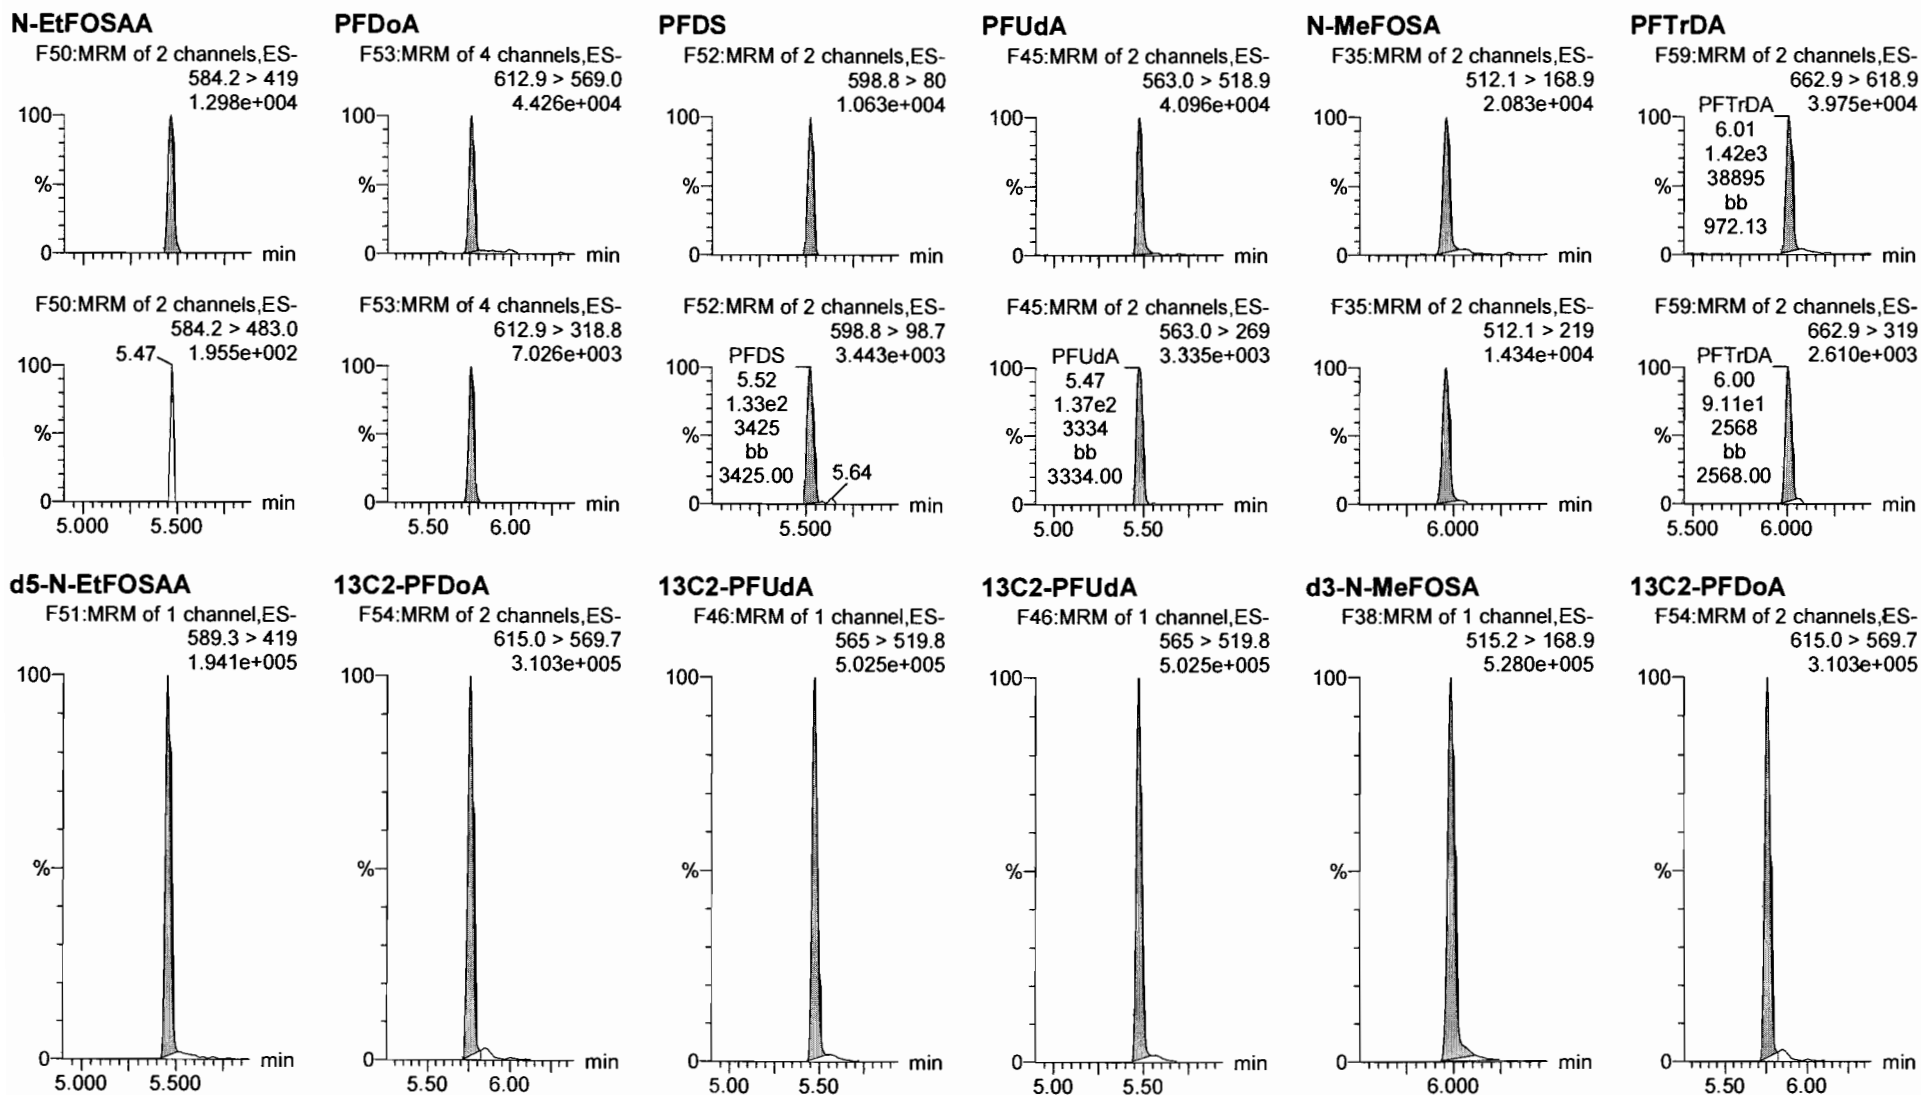 N-EtFOSAA
F50:MRM of 2 channels,ES-
584.2 > 419
1.298e+004
100
%
0
min
F50:MRM of 2 channels,ES-
584.2 > 483.0
5.47
1.955e+002
100
%
0
min
5.000 5.500
PFDoA
F53:MRM of 4 channels,ES-
612.9 > 569.0
4.426e+004
100
%
0
min
F53:MRM of 4 channels,ES-
612.9 > 318.8
7.026e+003
100
%
0
min
5.50 6.00
PFDS
F52:MRM of 2 channels,ES-
598.8 > 80
1.063e+004
100
%
0
min
F52:MRM of 2 channels,ES-
598.8 > 98.7
3.443e+003
PFDS
5.52
1.33e2
3425
bb
3425.00
5.64
100
%
0
min
5.500
PFUdA
F45:MRM of 2 channels,ES-
563.0 > 518.9
4.096e+004
100
%
0
min
F45:MRM of 2 channels,ES-
563.0 > 269
3.335e+003
PFUdA
5.47
1.37e2
3334
bb
3334.00
100
%
0
min
5.00 5.50
N-MeFOSA
F35:MRM of 2 channels,ES-
512.1 > 168.9
2.083e+004
100
%
0
min
F35:MRM of 2 channels,ES-
512.1 > 219
1.434e+004
100
%
0
min
6.000
PFTrDA
F59:MRM of 2 channels,ES-
662.9 > 618.9
3.975e+004
PFTrDA
6.01
1.42e3
38895
bb
972.13
100
%
0
min
F59:MRM of 2 channels,ES-
662.9 > 319
2.610e+003
PFTrDA
6.00
9.11e1
2568
bb
2568.00
100
%
0
min
5.500 6.000
d5-N-EtFOSAA
F51:MRM of 1 channel,ES-
589.3 > 419
1.941e+005
100
%
0
min
5.000 5.500
13C2-PFDoA
F54:MRM of 2 channels,ES-
615.0 > 569.7
3.103e+005
100
%
0
min
5.50 6.00
13C2-PFUdA
F46:MRM of 1 channel,ES-
565 > 519.8
5.025e+005
100
%
0
min
5.00 5.50
13C2-PFUdA
F46:MRM of 1 channel,ES-
565 > 519.8
5.025e+005
100
%
0
min
5.00 5.50
d3-N-MeFOSA
F38:MRM of 1 channel,ES-
515.2 > 168.9
5.280e+005
100
%
0
min
6.000
13C2-PFDoA
F54:MRM of 2 channels,ES-
615.0 > 569.7
3.103e+005
100
%
0
min
5.50 6.00